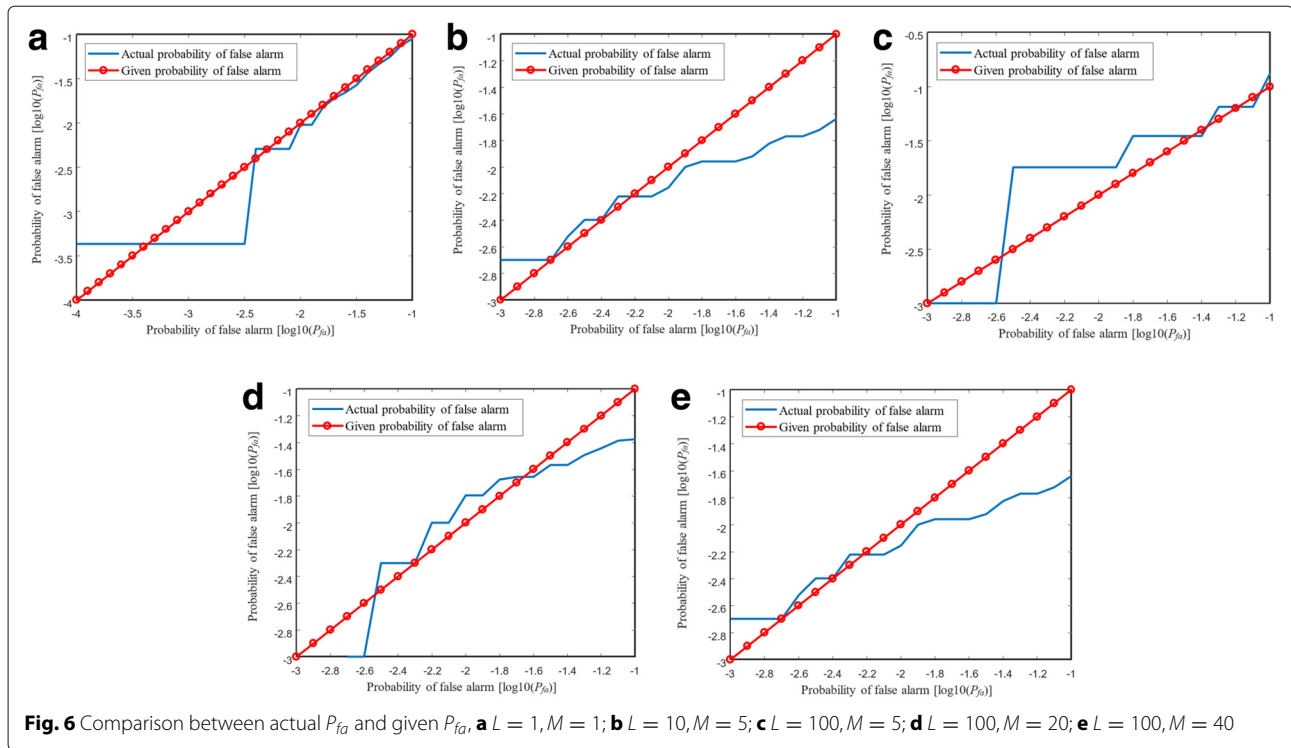 a
-1
-1.5
-2
-2.5
-3
-3.5
-4
Probability of false alarm [log10(Pfa)]
Actual probability of false alarm
Given probability of false alarm
-4 -3.5 -3 -2.5 -2 -1.5 -1
Probability of false alarm [log10(Pfa)]
b
-1
-1.2
-1.4
-1.6
-1.8
-2
-2.2
-2.4
-2.6
-2.8
-3
Probability of false alarm [log10(Pfa)]
Actual probability of false alarm
Given probability of false alarm
-3 -2.8 -2.6 -2.4 -2.2 -2 -1.8 -1.6 -1.4 -1.2 -1
Probability of false alarm [log10(Pfa)]
c
-0.5
-1
-1.5
-2
-2.5
-3
Probability of false alarm [log10(Pfa)]
Actual probability of false alarm
Given probability of false alarm
-3 -2.8 -2.6 -2.4 -2.2 -2 -1.8 -1.6 -1.4 -1.2 -1
Probability of false alarm [log10(Pfa)]
d
-1
-1.2
-1.4
-1.6
-1.8
-2
-2.2
-2.4
-2.6
-2.8
-3
Probability of false alarm [log10(Pfa)]
Actual probability of false alarm
Given probability of false alarm
-3 -2.8 -2.6 -2.4 -2.2 -2 -1.8 -1.6 -1.4 -1.2 -1
Probability of false alarm [log10(Pfa)]
e
-1
-1.2
-1.4
-1.6
-1.8
-2
-2.2
-2.4
-2.6
-2.8
-3
Probability of false alarm [log10(Pfa)]
Actual probability of false alarm
Given probability of false alarm
-3 -2.8 -2.6 -2.4 -2.2 -2 -1.8 -1.6 -1.4 -1.2 -1
Probability of false alarm [log10(Pfa)]
Fig. 6 Comparison between actual Pfa and given Pfa, a L = 1, M = 1; b L = 10, M = 5; c L = 100, M = 5; d L = 100, M = 20; e L = 100, M = 40